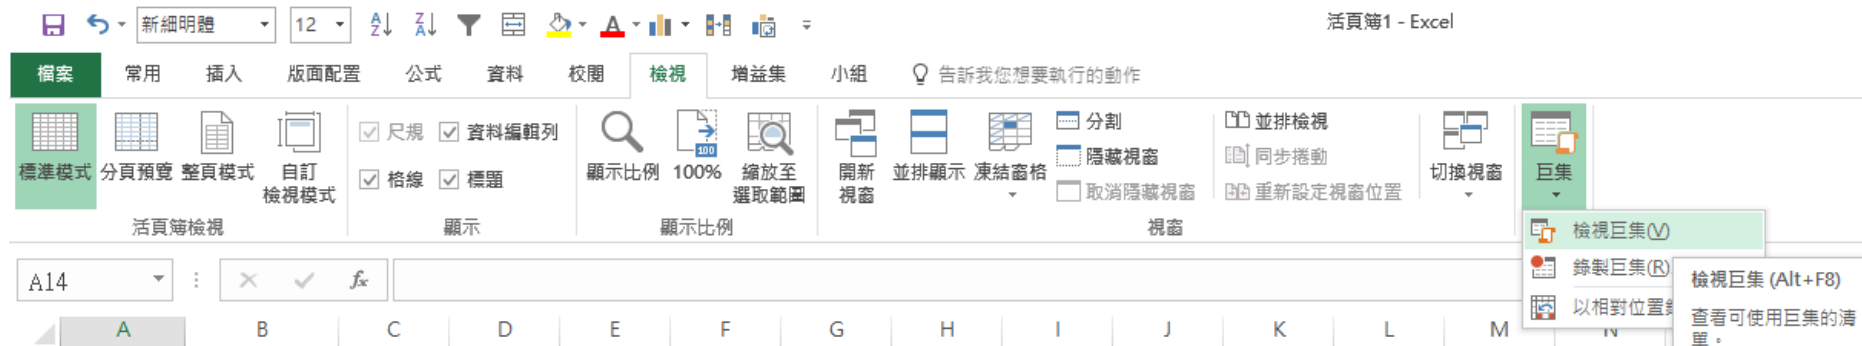 新細明體 12 活頁簿1 - Excel
檔案 常用 插入 版面配置 公式 資料 校閱 檢視 增益集 小組 告訴我您想要執行的動作
標準模式 分頁預覽 整頁模式 自訂
檢視模式
活頁簿檢視
尺規 資料編輯列
格線 標題
顯示
顯示比例 100% 縮放至
選取範圍
100
顯示比例
開新
視窗
並排顯示 凍結窗格
分割
隱藏視窗
取消隱藏視窗
並排檢視
同步捲動
重新設定視窗位置
切換視窗
視窗
巨集
檢視巨集(V)
錄製巨集(R)
以相對位置
檢視巨集 (Alt+F8)
查看可使用巨集的清
單。
A14 fx
A B C D E F G H I J K L M N